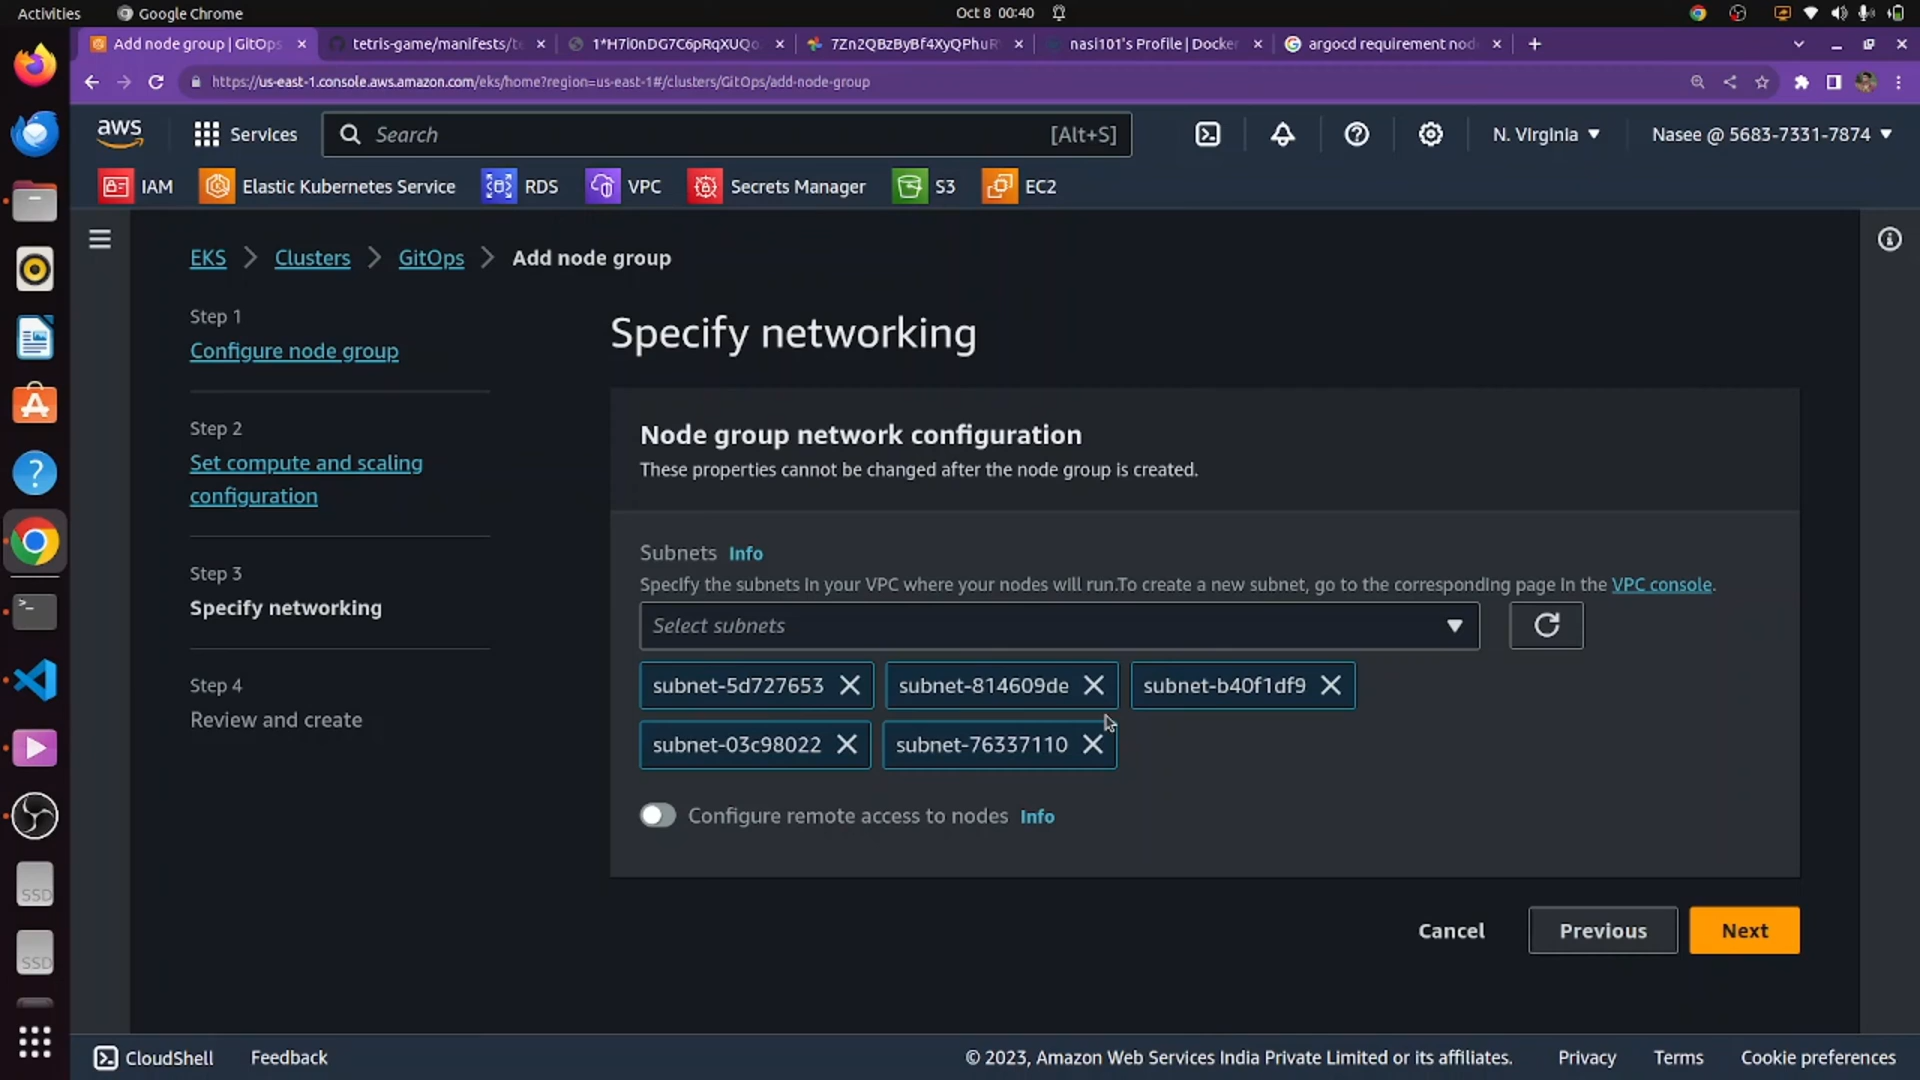 Activities Google Chrome Oct 8 00:40
Add node group | GitOps tetris-game/manifests/te 1*H7i0nDG7C6pRqXUQo 7Zn2QBzByBf4XyQPhuR nasi101's Profile | Docker argocd requirement nod
https://us-east-1.console.aws.amazon.com/eks/home?region=us-east-1#/clusters/GitOps/add-node-group
aws Services Search [Alt+S] N. Virginia Nasee @ 5683-7331-7874
IAM Elastic Kubernetes Service RDS VPC Secrets Manager S3 EC2
EKS Clusters GitOps Add node group
Step 1
Configure node group
Step 2
Set compute and scaling
configuration
Step 3
Specify networking
Step 4
Review and create
Specify networking
Node group network configuration
These properties cannot be changed after the node group is created.
Subnets Info
Specify the subnets in your VPC where your nodes will run.To create a new subnet, go to the corresponding page in the VPC console.
Select subnets
subnet-5d727653 subnet-814609de subnet-b40f1df9
subnet-03c98022 subnet-76337110
Configure remote access to nodes Info
Cancel Previous Next
SSD
SSD
CloudShell Feedback © 2023, Amazon Web Services India Private Limited or its affiliates. Privacy Terms Cookie preferences